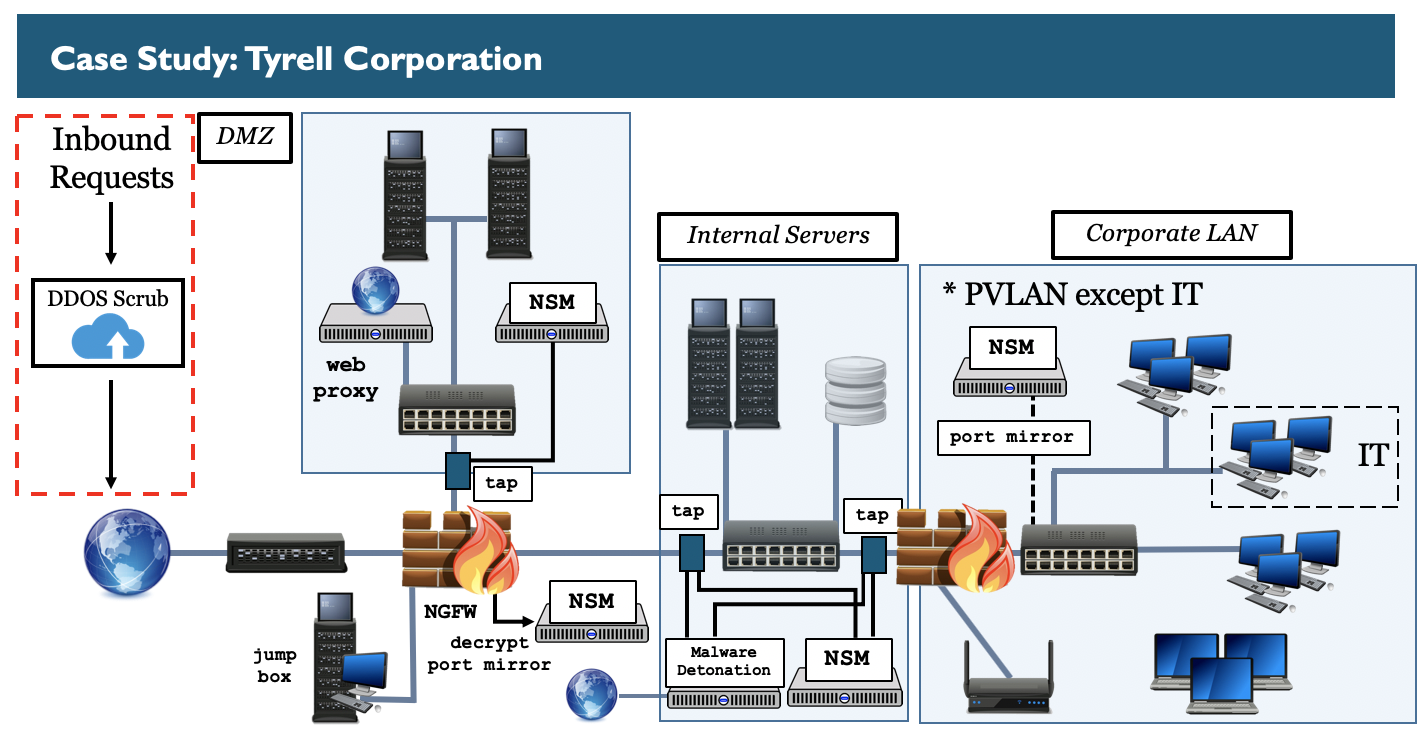 Case Study: Tyrell Corporation
Inbound
Requests
DDOS Scrub
DMZ
NSM
web
proxy
tap
Internal Servers
Corporate LAN
* PVLAN except IT
NSM
port mirror
IT
tap
tap
NGFW
decrypt
port mirror
NSM
jump
box
Malware
Detonation
NSM